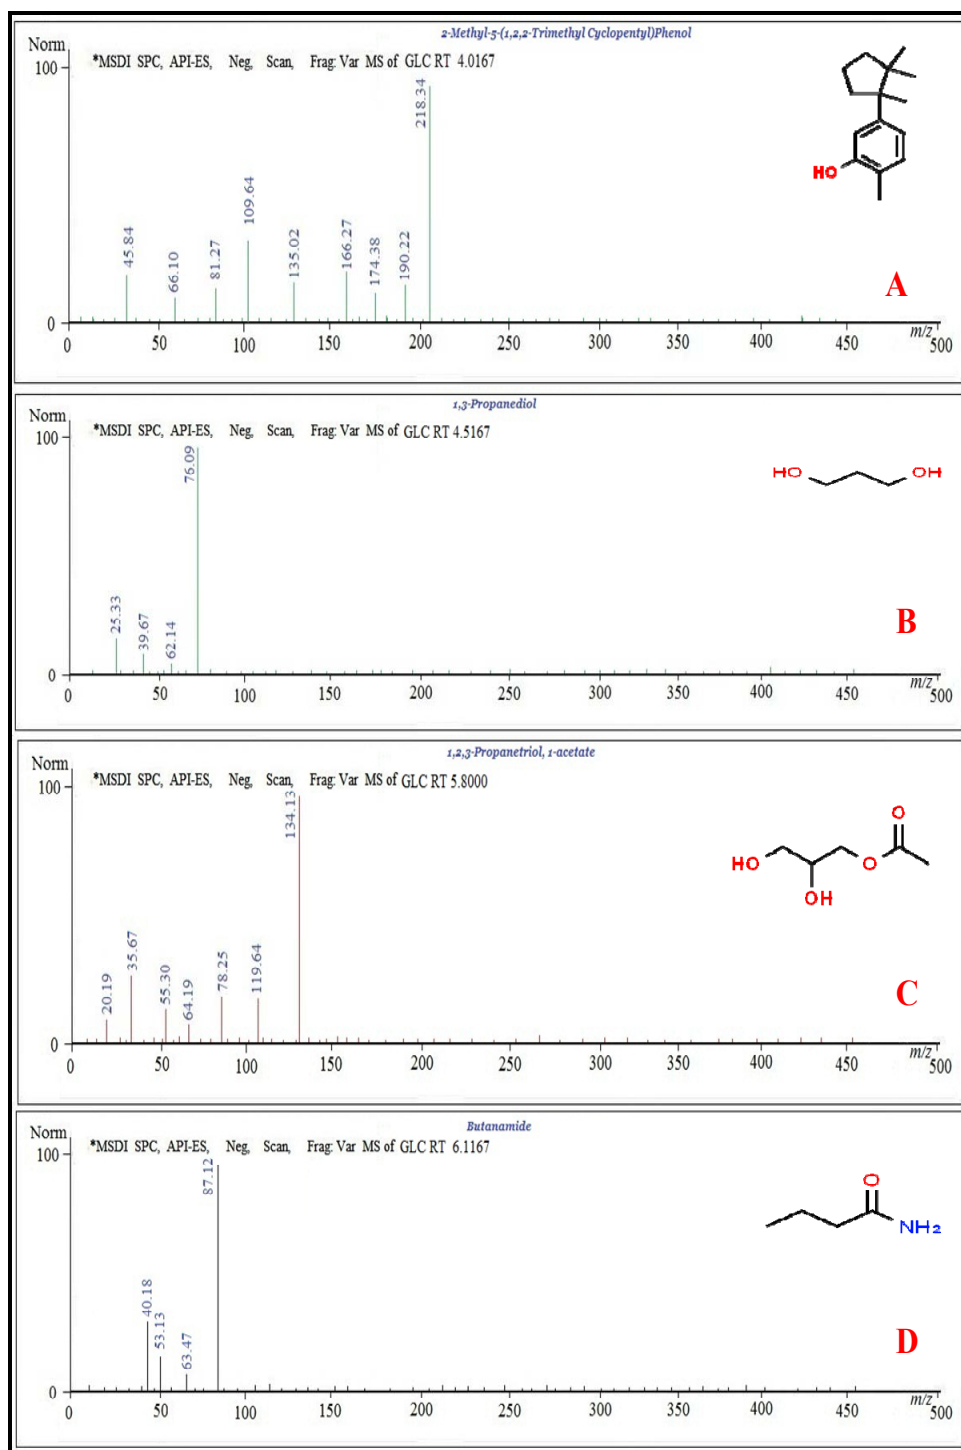 2-Methyl-5-(1,2,2-Trimethyl Cyclopentyl)Phenol
Norm
*MSDI SPC, API-ES, Neg, Scan, Frag: Var MS of GLC RT 4.0167
100
218.34
109.64
45.84
66.10
81.27
135.02
166.27
174.38
190.22
HO
A
0
m/z
0 50 100 150 200 250 300 350 400 450 500
1,3-Propanediol
Norm
*MSDI SPC, API-ES, Neg, Scan, Frag: Var MS of GLC RT 4.5167
100
76.09
25.33
39.67
62.14
HO OH
B
0
m/z
0 50 100 150 200 250 300 350 400 450 500
1,2,3-Propanetriol, 1-acetate
Norm
*MSDI SPC, API-ES, Neg, Scan, Frag: Var MS of GLC RT 5.8000
100
134.13
20.19
35.67
55.30
64.19
78.25
119.64
O
HO O
OH
C
0
m/z
0 50 100 150 200 250 300 350 400 450 500
Butanamide
Norm
*MSDI SPC, API-ES, Neg, Scan, Frag: Var MS of GLC RT 6.1167
100
87.12
40.18
53.13
63.47
O
NH2
D
0
m/z
0 50 100 150 200 250 300 350 400 450 500